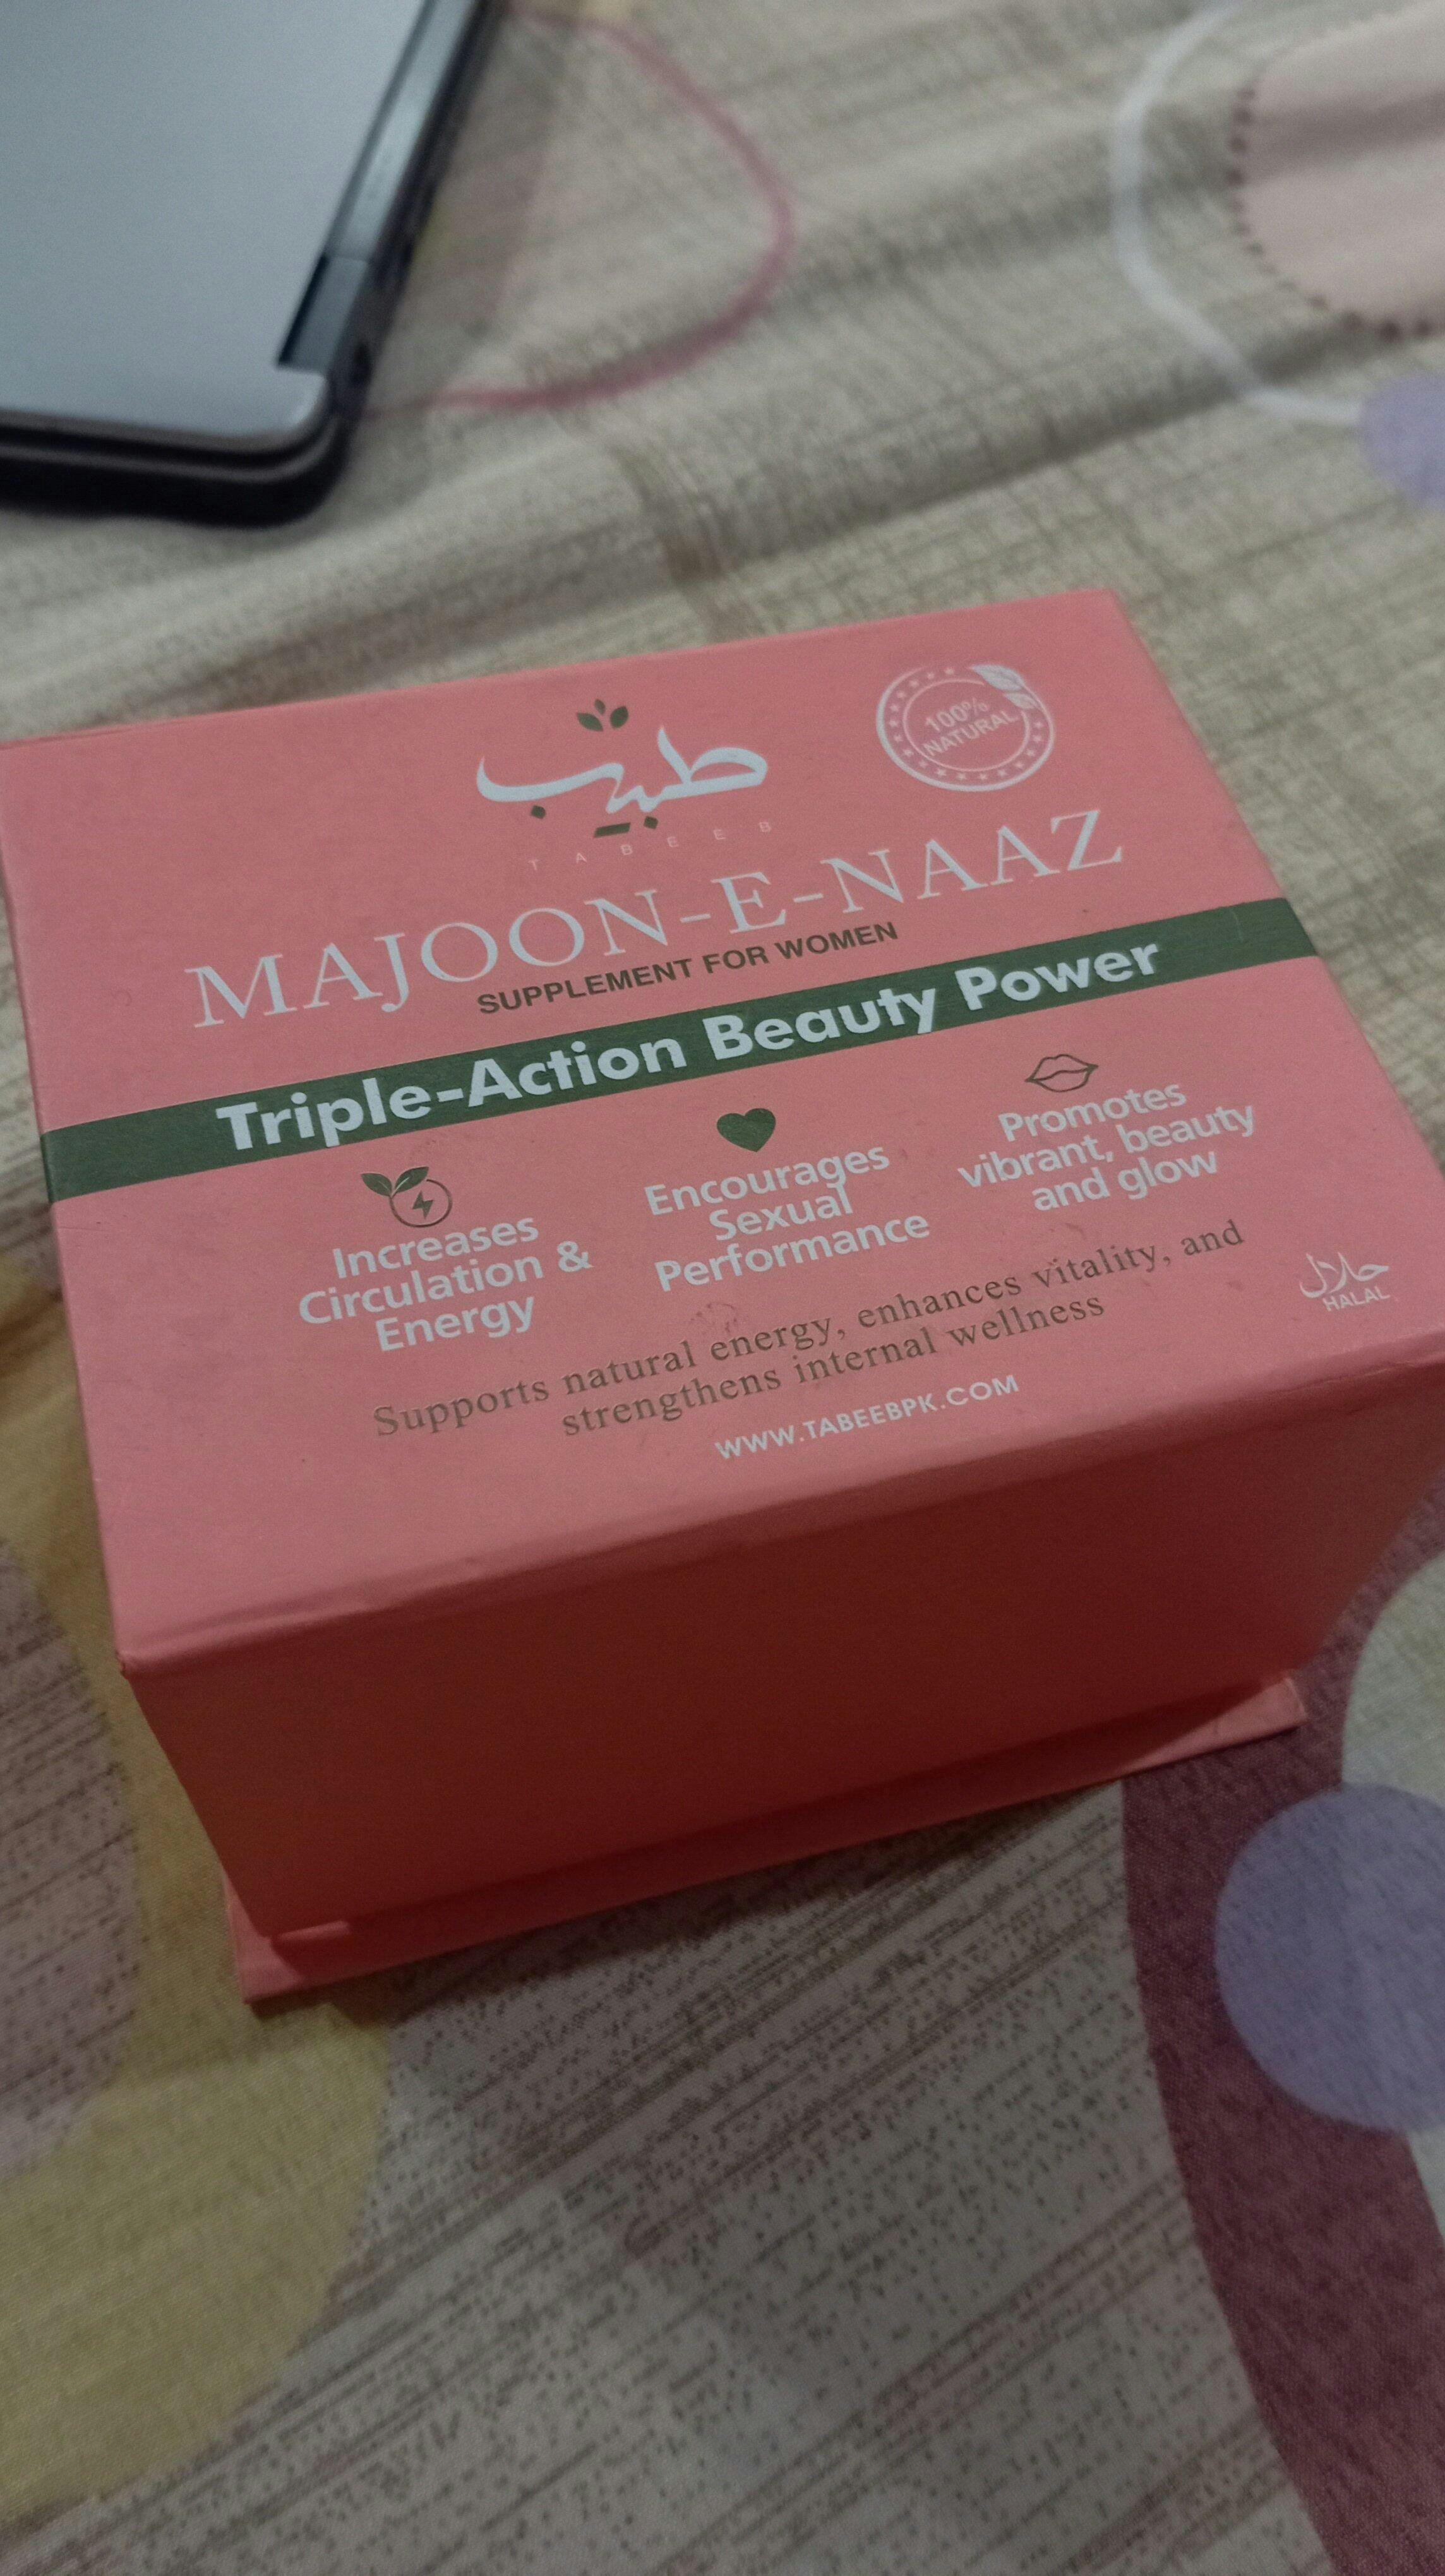 طبیب
TABEEB
100%
NATURAL
MAJOON-E-NAAZ
SUPPLEMENT FOR WOMEN
Triple-Action Beauty Power
Increases
Circulation &
Energy
Encourages
Sexual
Performance
Promotes
vibrant, beauty
and glow
Supports natural energy, enhances vitality, and
strengthens internal wellness
WWW.TABEEBPK.COM
حلال
HALAL